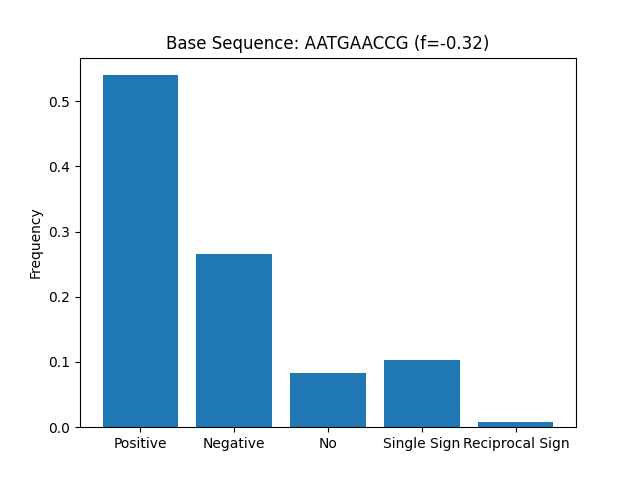 Base Sequence: AATGAACCG (f=-0.32)
Frequency
0.5
0.4
0.3
0.2
0.1
0.0
Positive Negative No Single Sign Reciprocal Sign